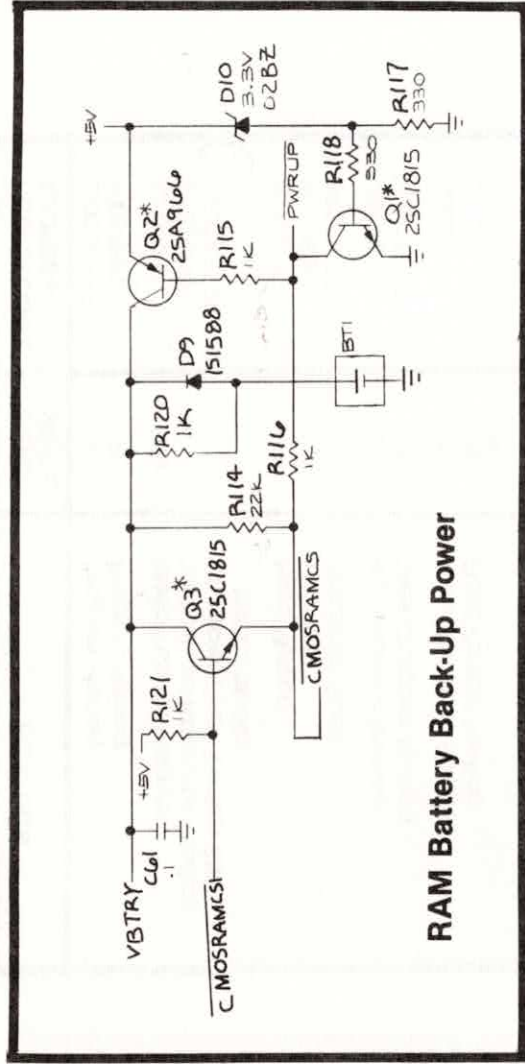 +5V
D10
3.3V
02BZ
R117
330
R118
330
Q1*
2SC1815
PWRUP
Q2*
2SA966
R115
1K
D9
1S1588
BT1
R120
1K
R116
1K
R114
22K
Q3*
2SC1815
CMOSRAMCS
R121
1K
+5V
VBTRY
C61
.1
CMOSRAMCS1
RAM Battery Back-Up Power